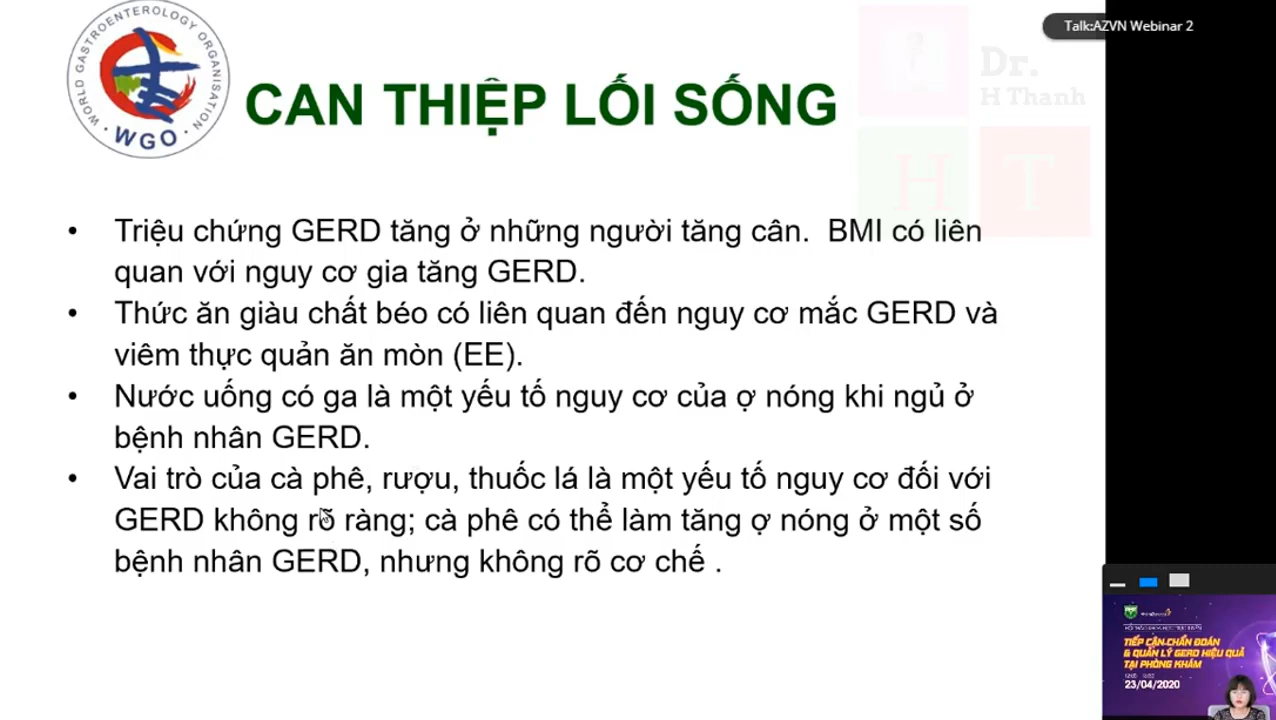 WORLD GASTROENTEROLOGY ORGANISATION
WGO
Talk:AZVN Webinar 2
Dr.
H Thanh
H T
CAN THIỆP LỐI SỐNG
• Triệu chứng GERD tăng ở những người tăng cân. BMI có liên
quan với nguy cơ gia tăng GERD.
• Thức ăn giàu chất béo có liên quan đến nguy cơ mắc GERD và
viêm thực quản ăn mòn (EE).
• Nước uống có ga là một yếu tố nguy cơ của ợ nóng khi ngủ ở
bệnh nhân GERD.
• Vai trò của cà phê, rượu, thuốc lá là một yếu tố nguy cơ đối với
GERD không rõ ràng; cà phê có thể làm tăng ợ nóng ở một số
bệnh nhân GERD, nhưng không rõ cơ chế .
TIẾP CẬN CHẨN ĐOÁN
& QUẢN LÝ GERD HIỆU QUẢ
TẠI PHÒNG KHÁM
23/04/2020